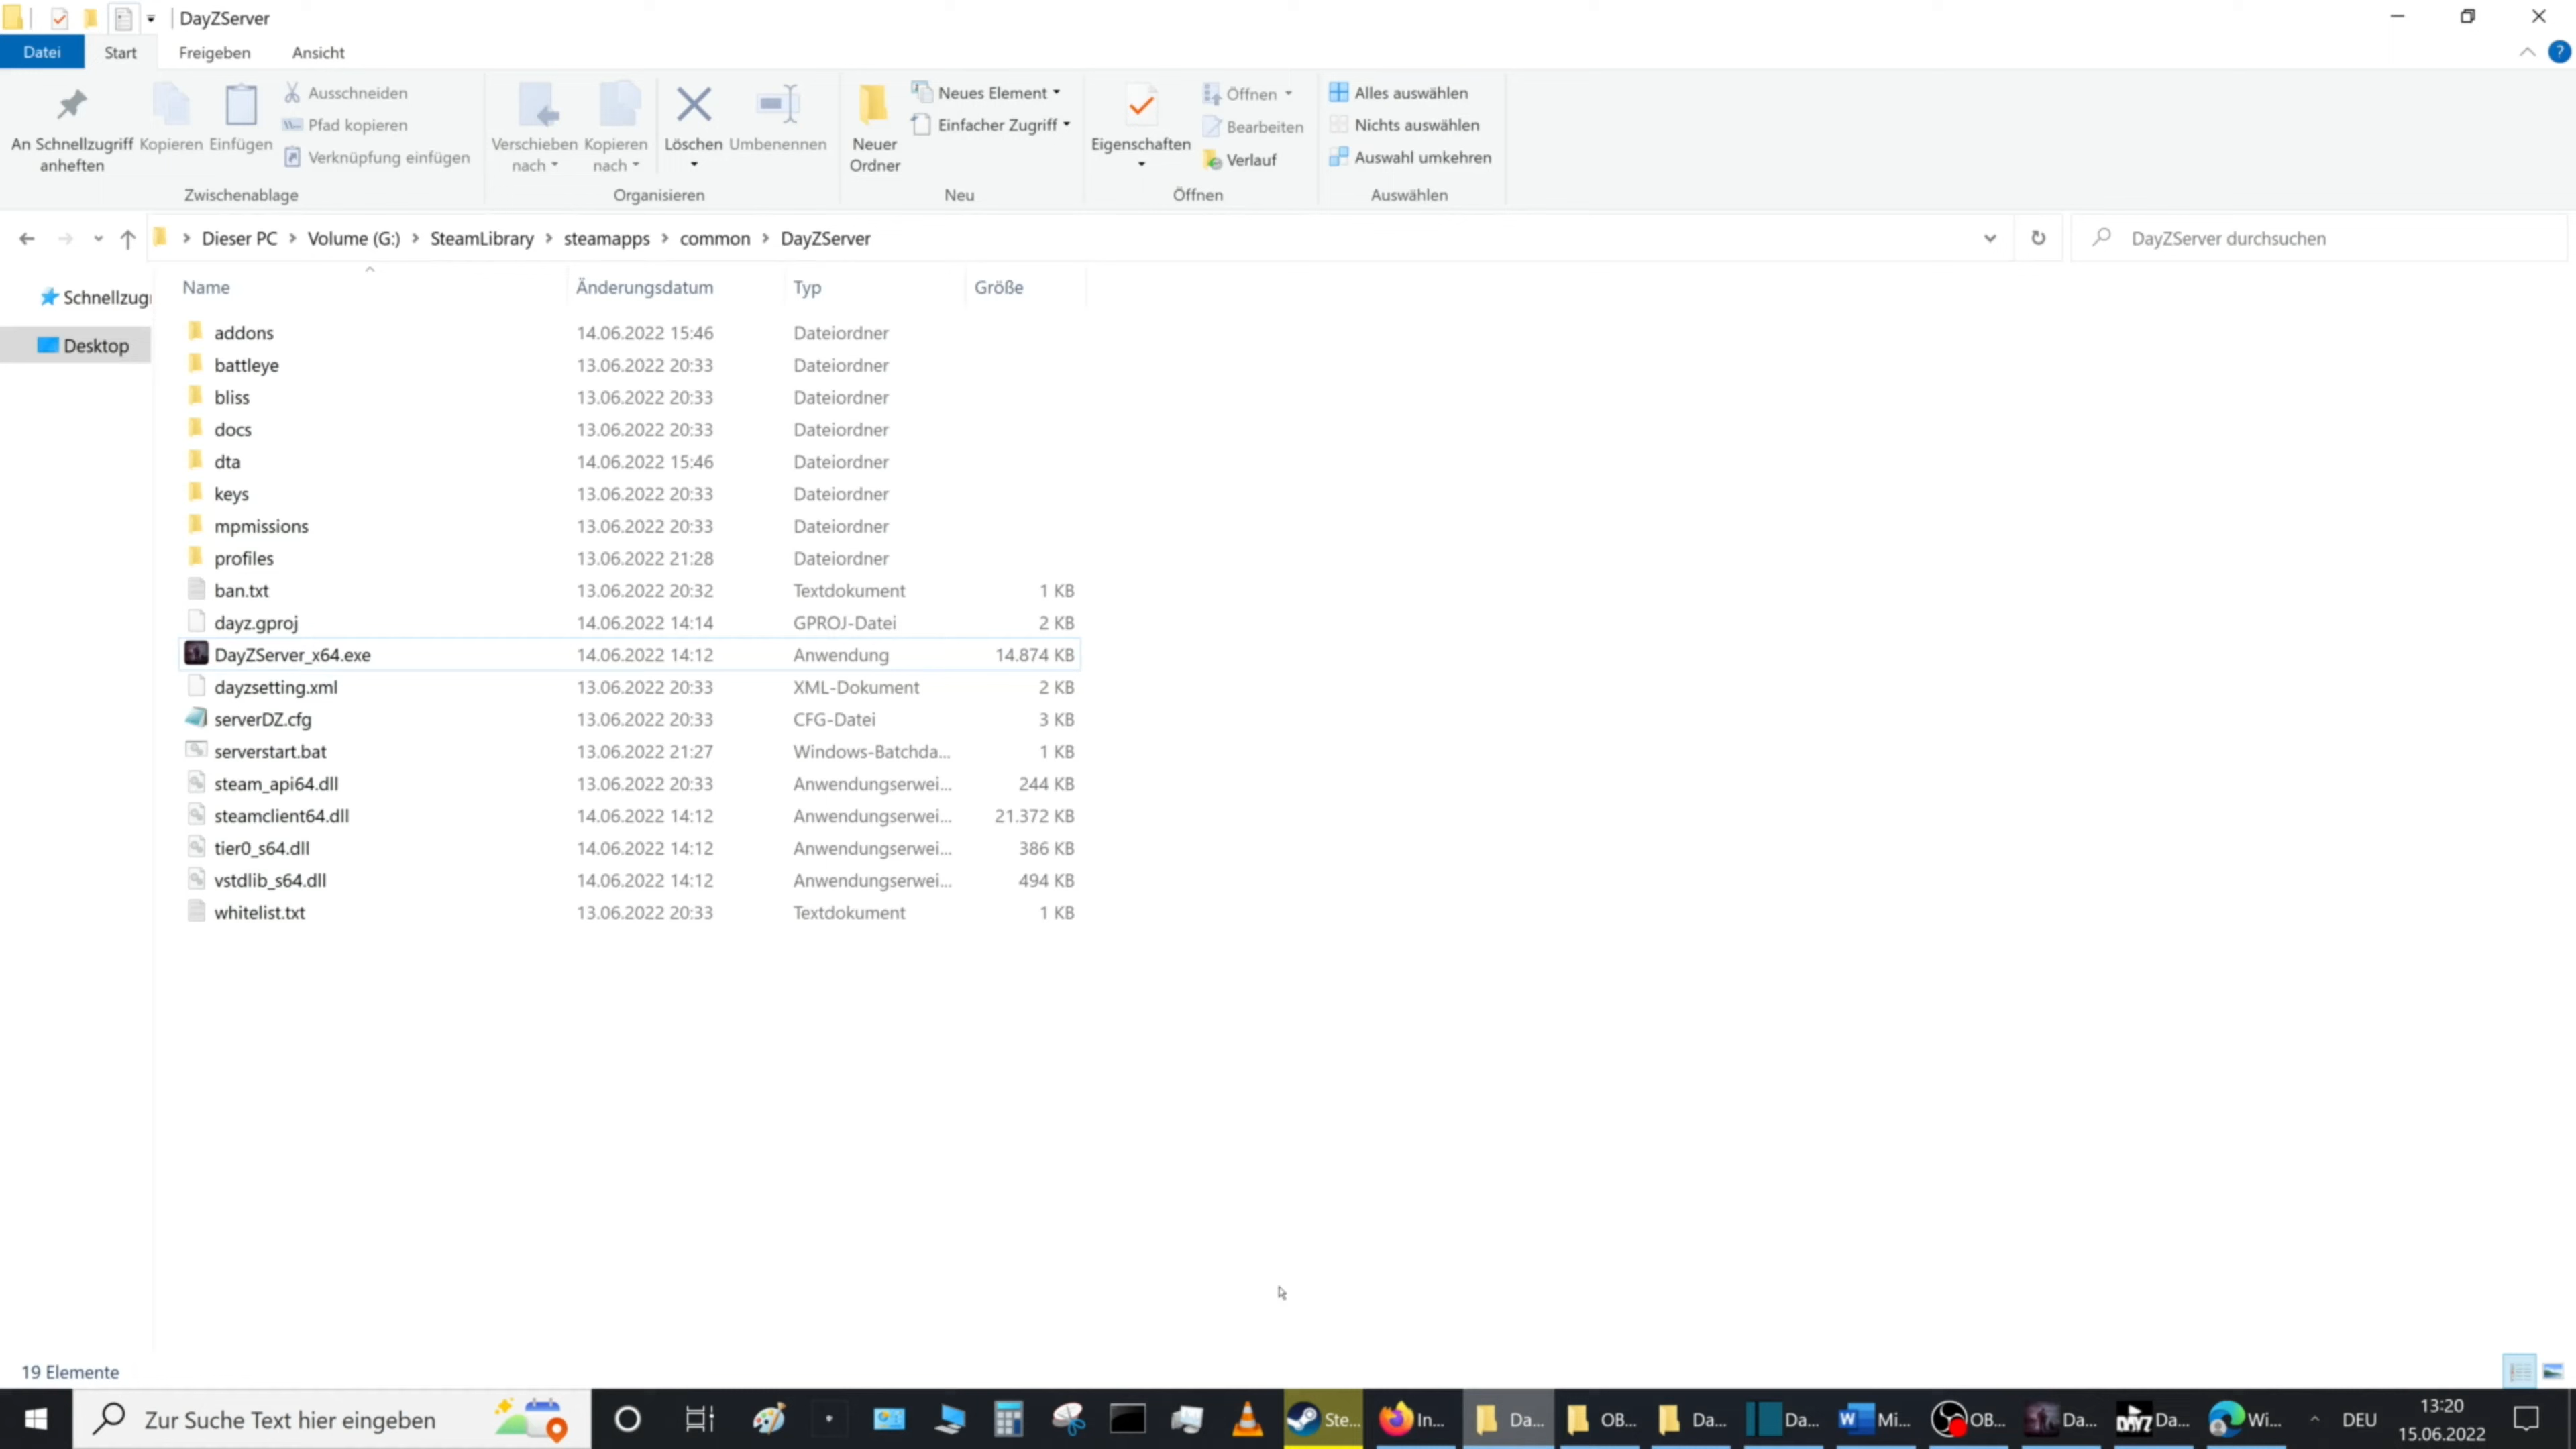 DayZServer
Datei Start Freigeben Ansicht
?
An Schnellzugriff anheften
Kopieren
Einfügen
Ausschneiden
Pfad kopieren
Verknüpfung einfügen
Zwischenablage
Verschieben nach
Kopieren nach
Löschen
Umbenennen
Organisieren
Neuer Ordner
Neues Element
Einfacher Zugriff
Neu
Eigenschaften
Öffnen
Bearbeiten
Verlauf
Öffnen
Alles auswählen
Nichts auswählen
Auswahl umkehren
Auswählen
Dieser PC > Volume (G:) > SteamLibrary > steamapps > common > DayZServer
DayZServer durchsuchen
Schnellzug
Desktop
Name Änderungsdatum Typ Größe
addons 14.06.2022 15:46 Dateiordner
battleye 13.06.2022 20:33 Dateiordner
bliss 13.06.2022 20:33 Dateiordner
docs 13.06.2022 20:33 Dateiordner
dta 14.06.2022 15:46 Dateiordner
keys 13.06.2022 20:33 Dateiordner
mpmissions 13.06.2022 20:33 Dateiordner
profiles 13.06.2022 21:28 Dateiordner
ban.txt 13.06.2022 20:32 Textdokument 1 KB
dayz.gproj 14.06.2022 14:14 GPROJ-Datei 2 KB
DayZServer_x64.exe 14.06.2022 14:12 Anwendung 14.874 KB
dayzsetting.xml 13.06.2022 20:33 XML-Dokument 2 KB
serverDZ.cfg 13.06.2022 20:33 CFG-Datei 3 KB
serverstart.bat 13.06.2022 21:27 Windows-Batchda... 1 KB
steam_api64.dll 13.06.2022 20:33 Anwendungserwei... 244 KB
steamclient64.dll 14.06.2022 14:12 Anwendungserwei... 21.372 KB
tier0_s64.dll 14.06.2022 14:12 Anwendungserwei... 386 KB
vstdlib_s64.dll 14.06.2022 14:12 Anwendungserwei... 494 KB
whitelist.txt 13.06.2022 20:33 Textdokument 1 KB
19 Elemente
Zur Suche Text hier eingeben
Ste... In... Da... OB... Da... Da... W Mi... OB... Da... DAYZ Da... Wi... DEU
13:20
15.06.2022